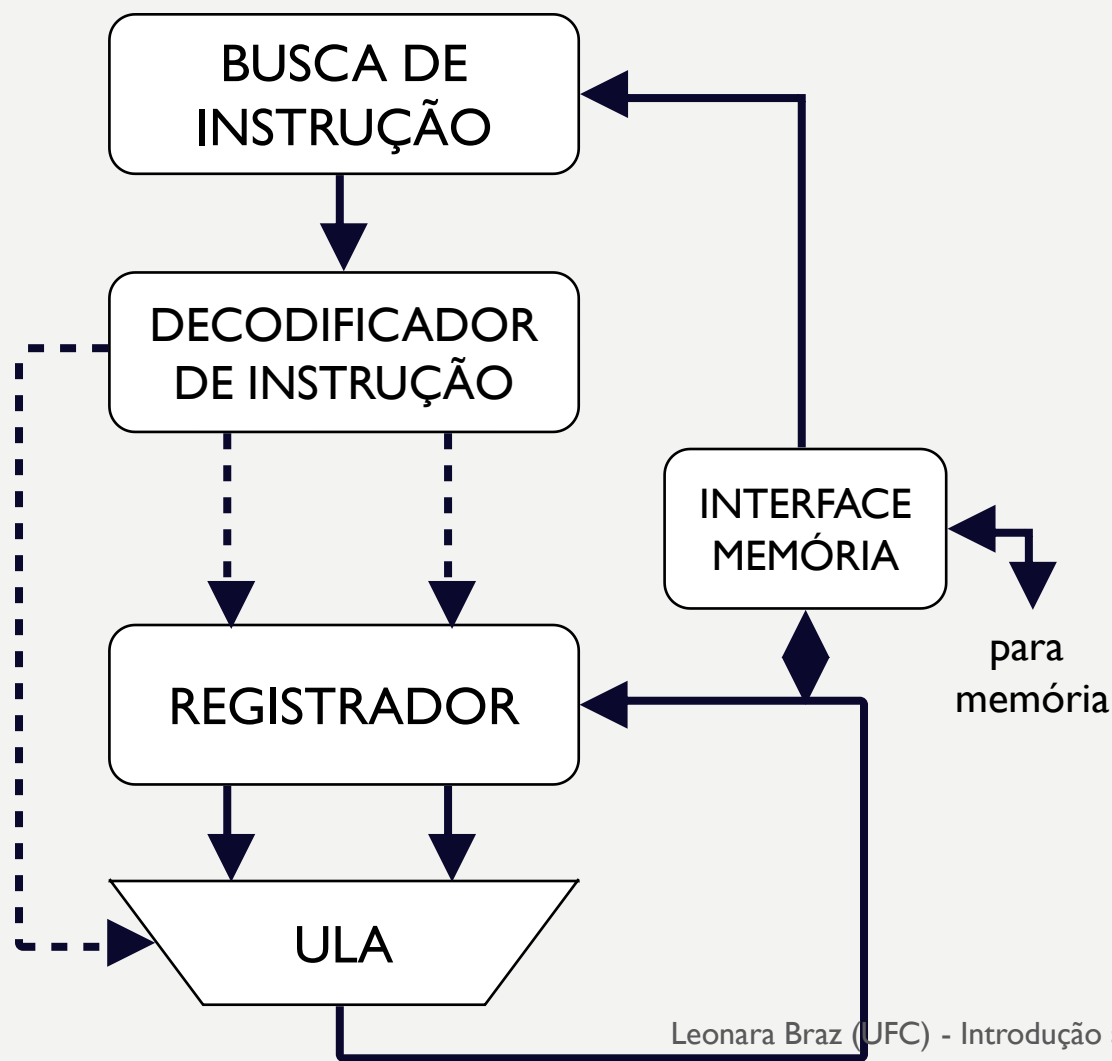 BUSCA DE
INSTRUÇÃO
DECODIFICADOR
DE INSTRUÇÃO
INTERFACE
MEMÓRIA
para
memória
REGISTRADOR
ULA
Leonara Braz (UFC) - Introdução